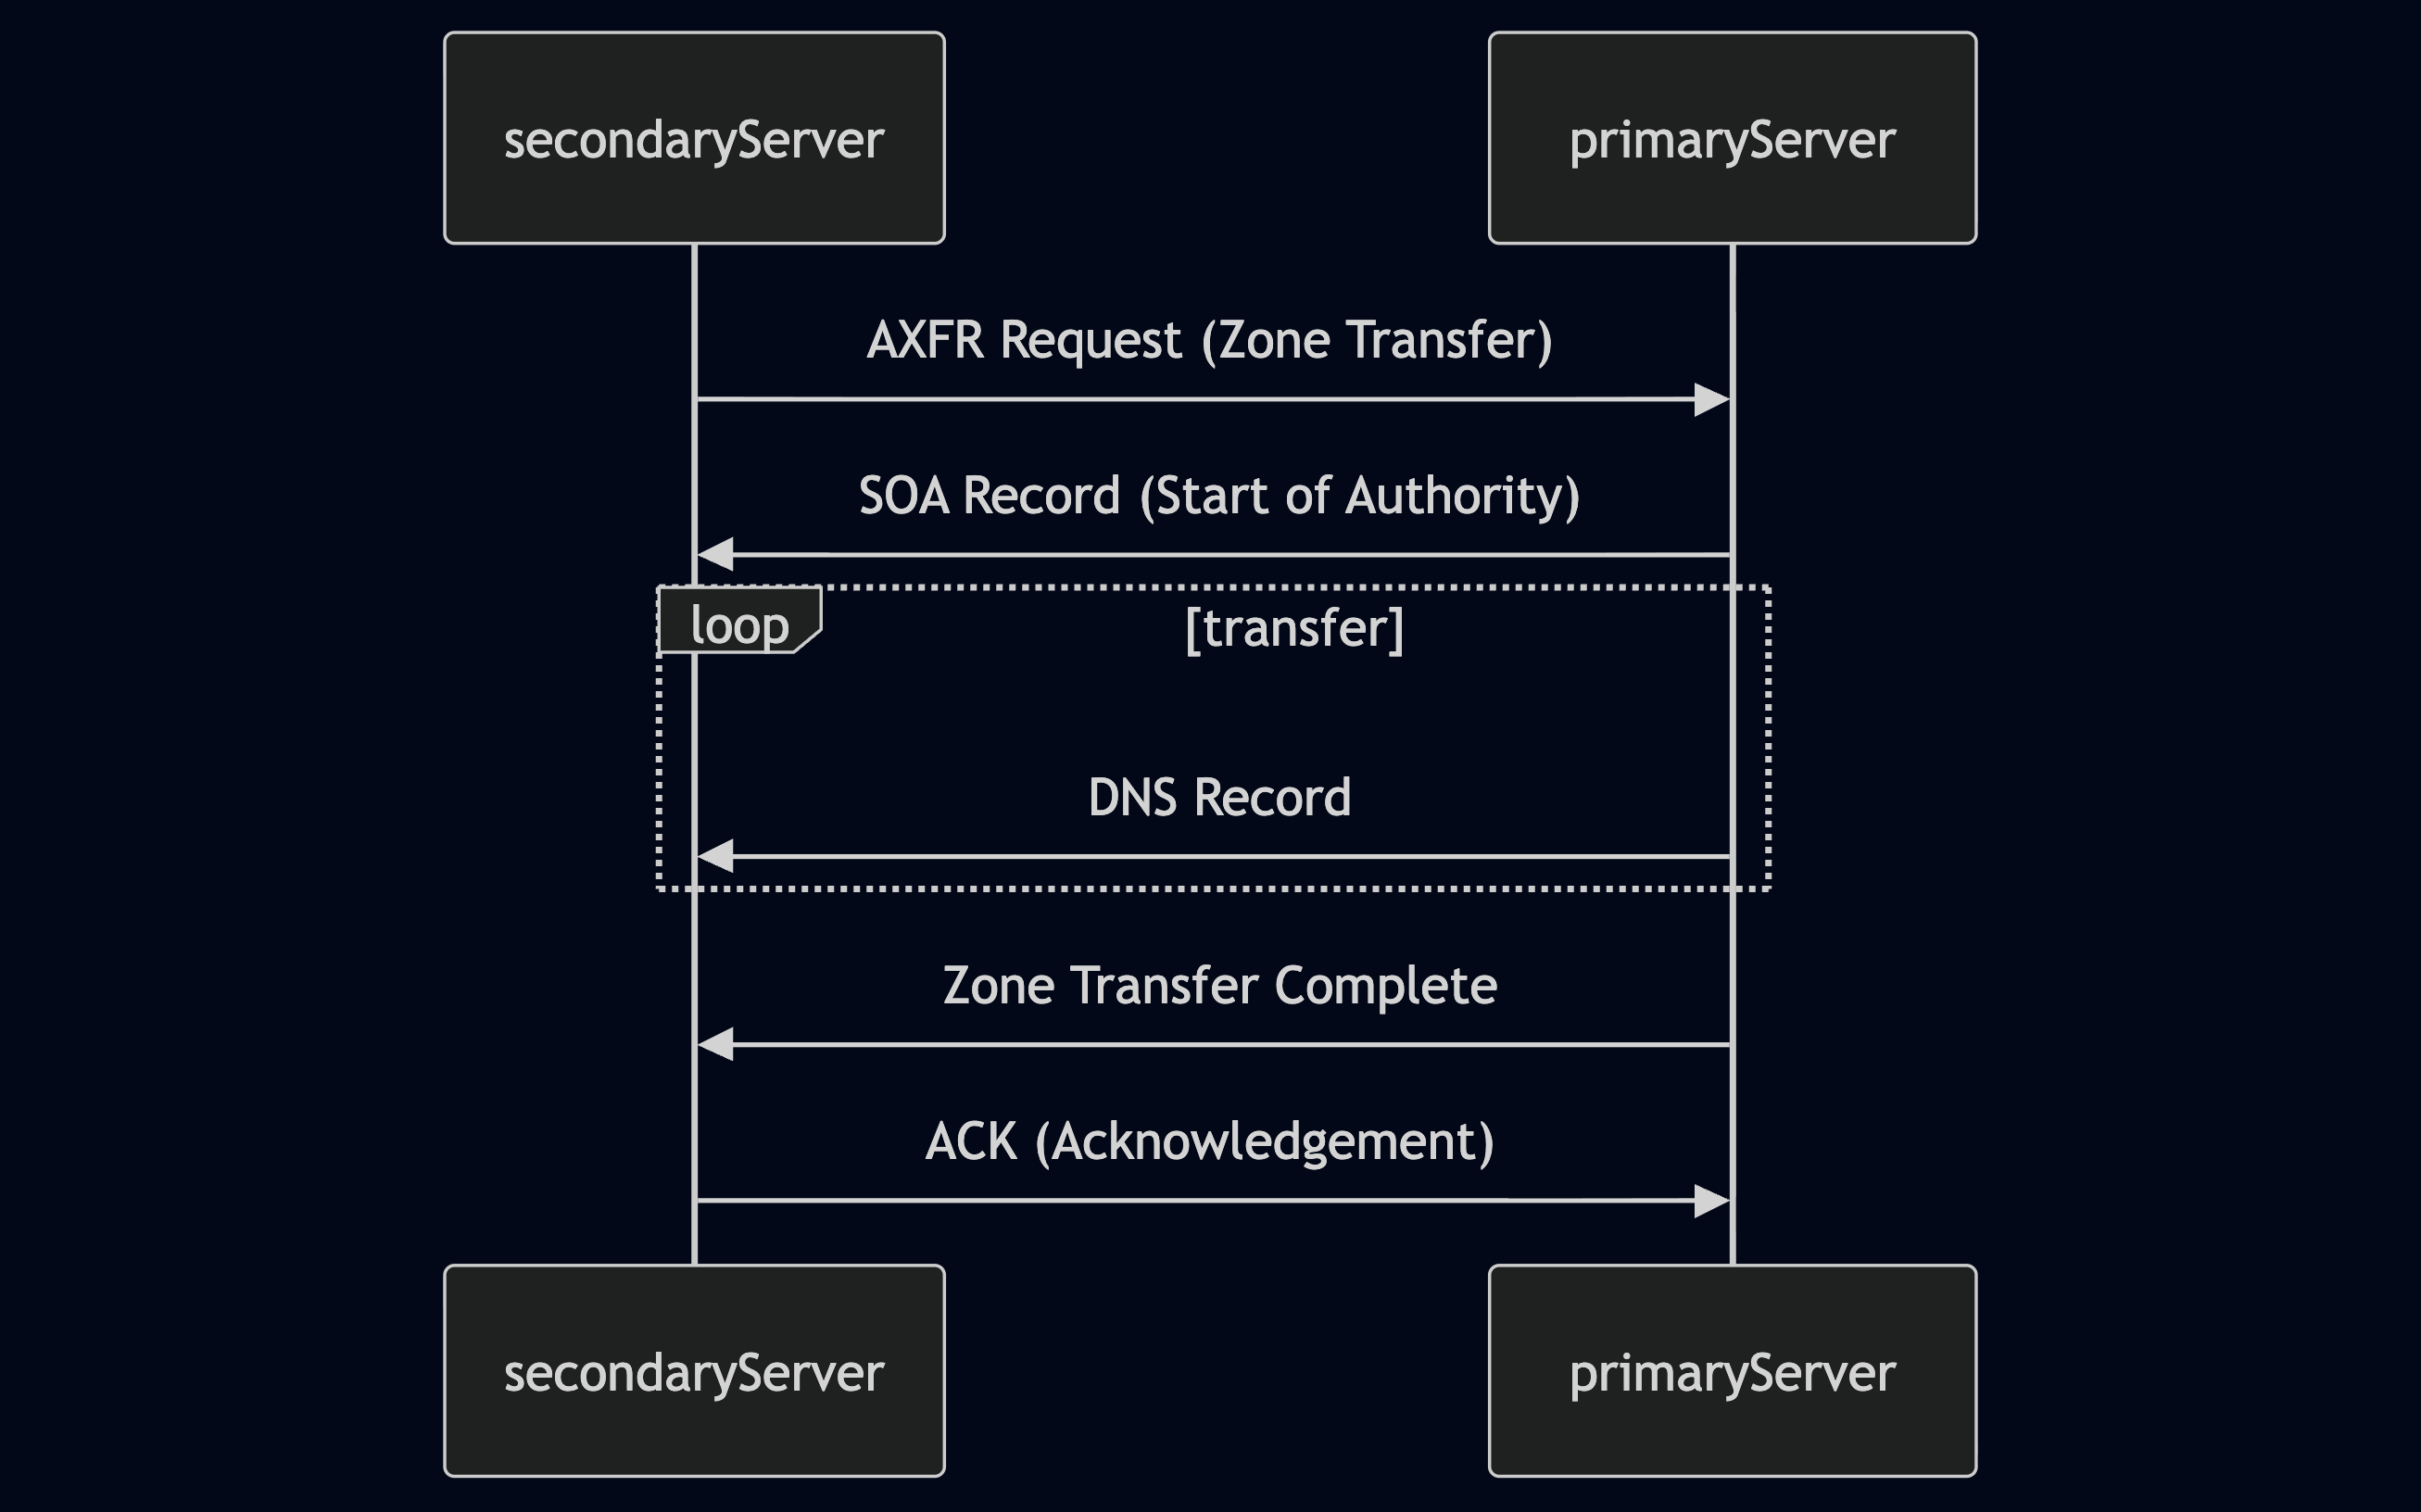 secondaryServer
primaryServer
AXFR Request (Zone Transfer)
SOA Record (Start of Authority)
loop
[transfer]
DNS Record
Zone Transfer Complete
ACK (Acknowledgement)
secondaryServer
primaryServer